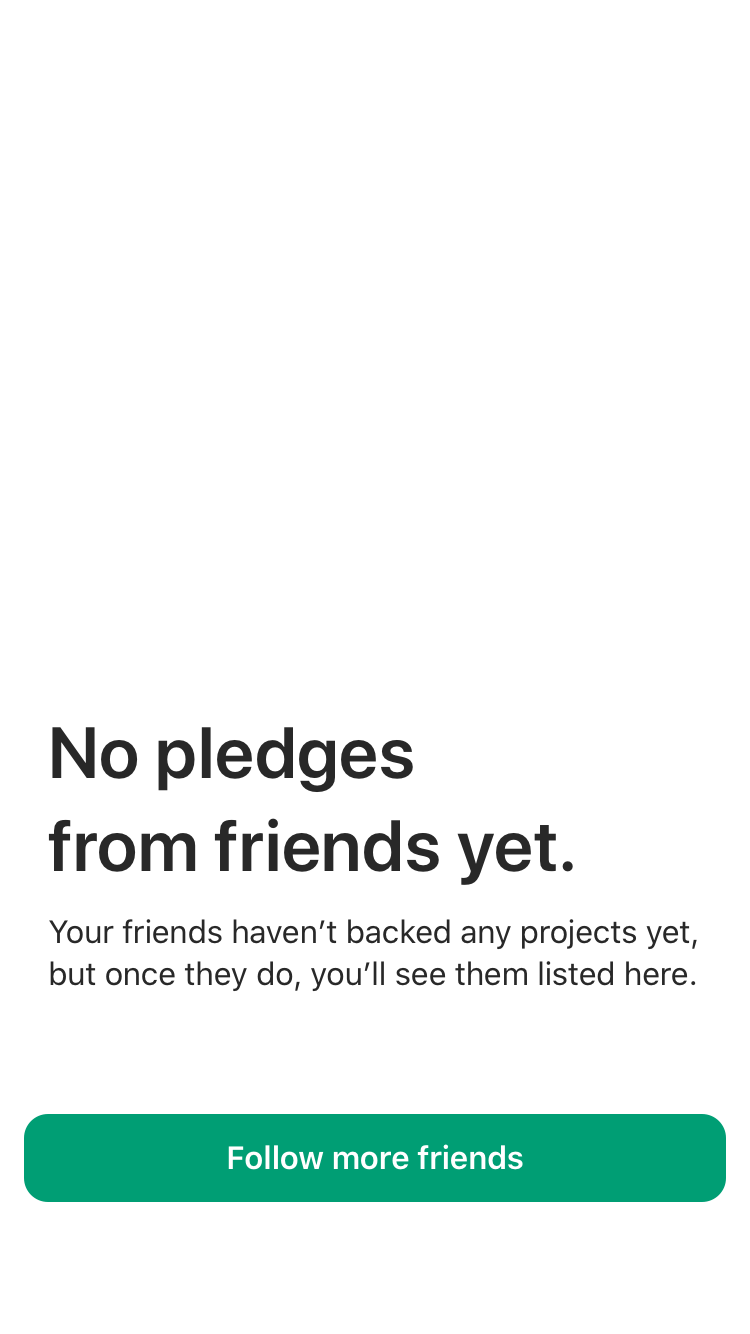 No pledges
from friends yet.
Your friends haven’t backed any projects yet,
but once they do, you’ll see them listed here.
Follow more friends